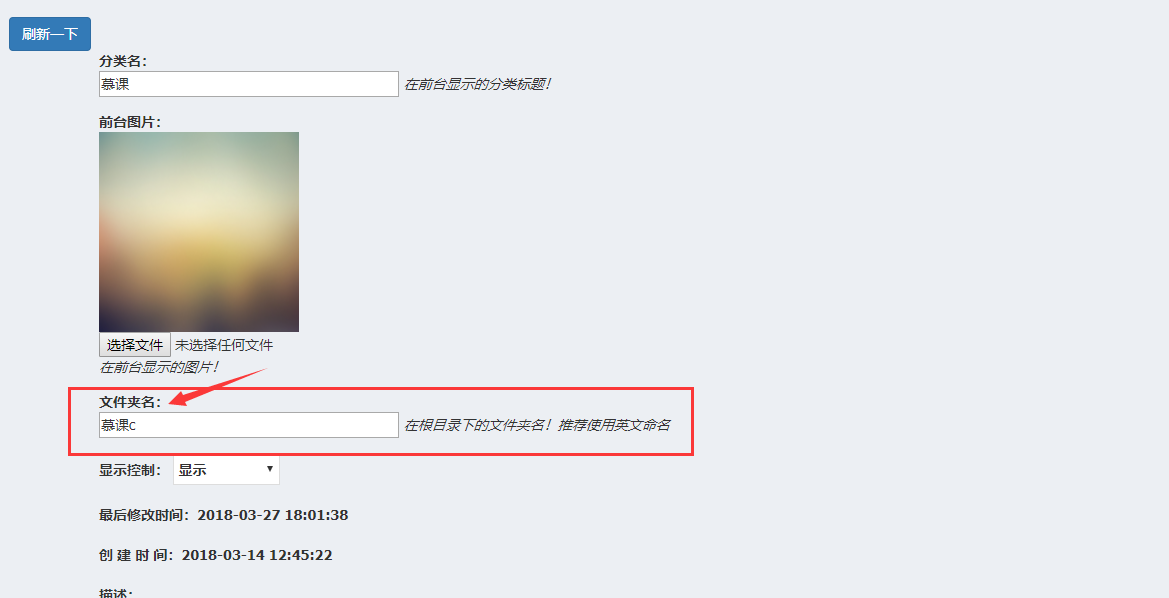 刷新一下
分类名：
慕课 在前台显示的分类标题！
前台图片：
选择文件 未选择任何文件
在前台显示的图片！
文件夹名：
慕课c 在根目录下的文件夹名！推荐使用英文命名
显示控制： 显示
最后修改时间：2018-03-27 18:01:38
创 建 时 间：2018-03-14 12:45:22
描述：